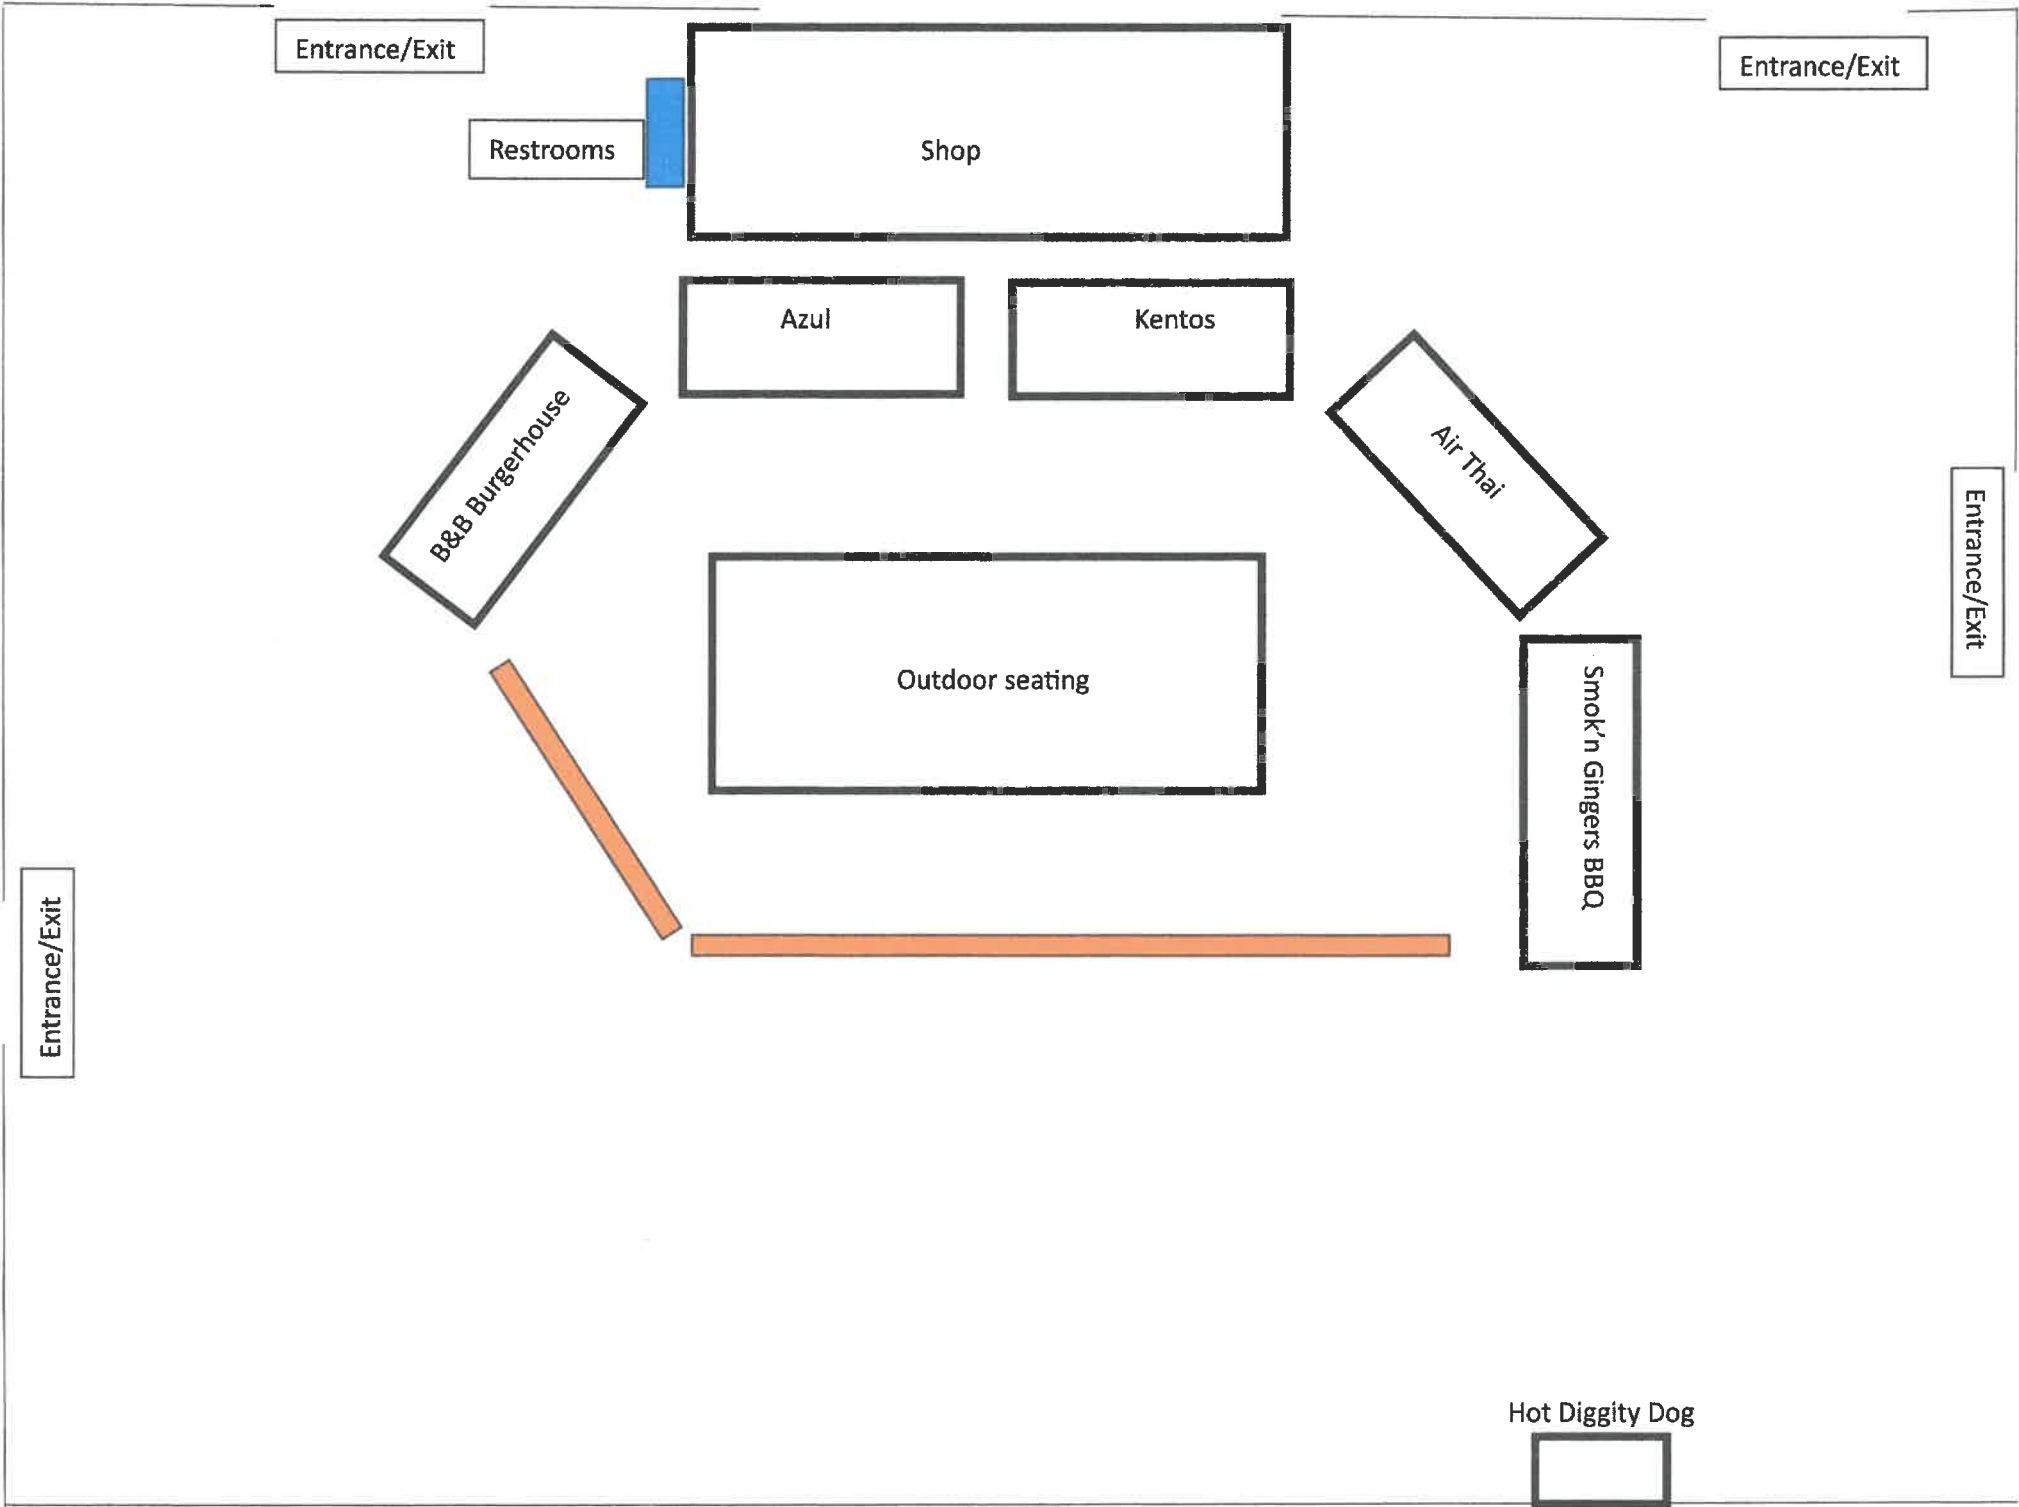 Entrance/Exit
Entrance/Exit
Restrooms
Shop
Azul
Kentos
B&B Burgerhouse
Air Thai
Entrance/Exit
Outdoor seating
Smok'n Gingers BBQ
Entrance/Exit
Hot Diggity Dog